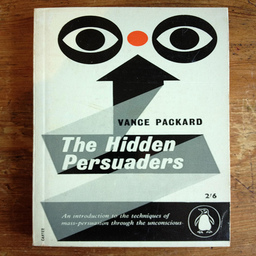 VANCE PACKARD
The Hidden
Persuaders
2'6
An introduction to the techniques of
mass-persuasion through the unconscious